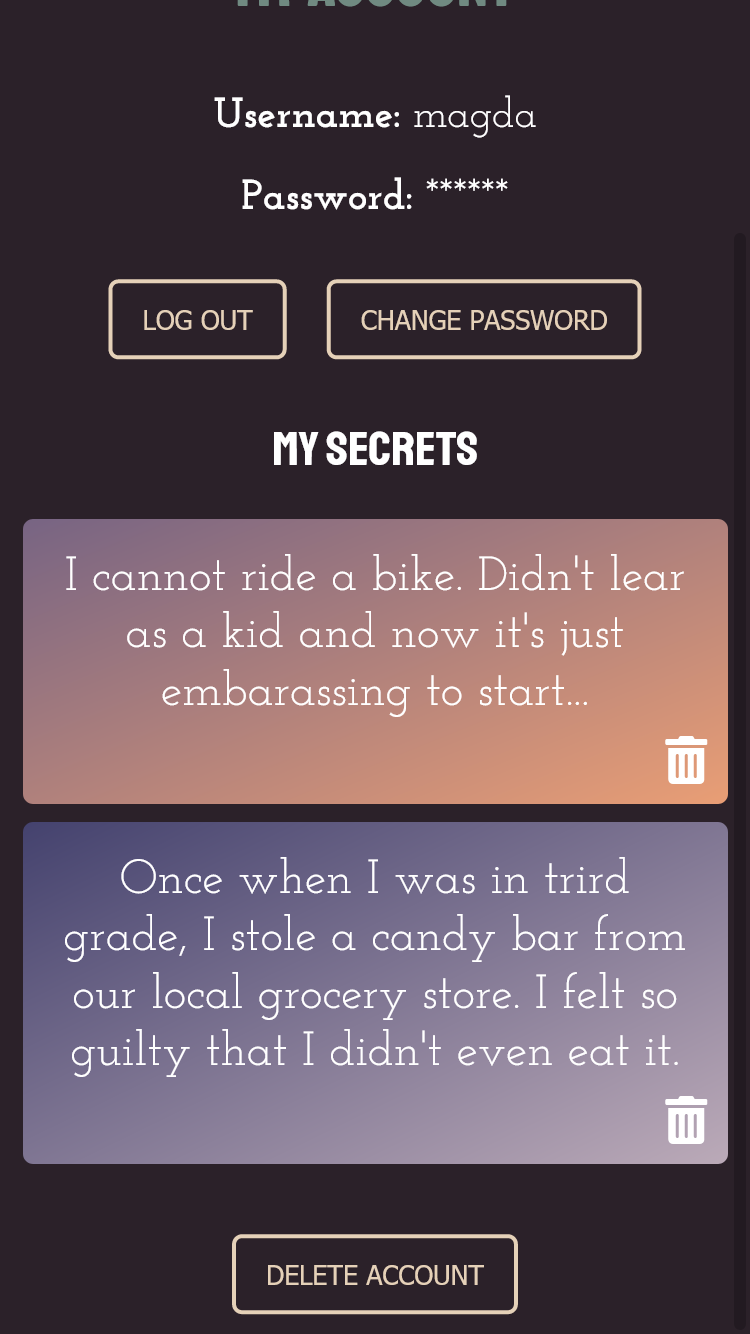 MY ACCOUNT
Username: magda
Password: ******
LOG OUT
CHANGE PASSWORD
MY SECRETS
I cannot ride a bike. Didn't lear
as a kid and now it's just
embarassing to start...
Once when I was in trird
grade, I stole a candy bar from
our local grocery store. I felt so
guilty that I didn't even eat it.
DELETE ACCOUNT